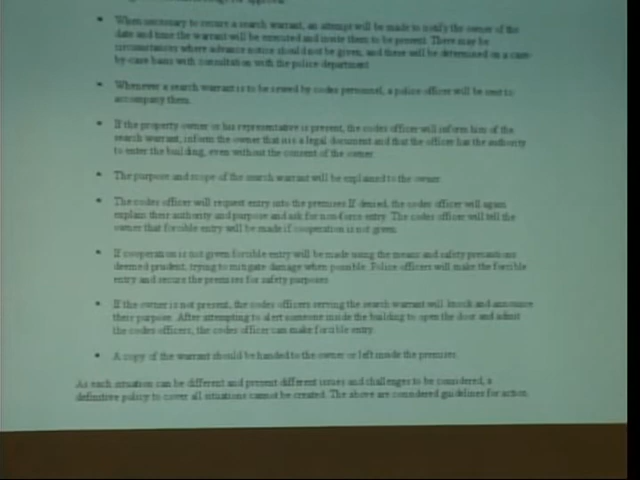 • When necessary to secure a search warrant, an attempt will be made to notify the owner of the
date and time the warrant will be executed and invite them to be present. There may be
circumstances where advance notice should not be given, and these will be determined on a case-
by-case basis with consultation with the police department.
• Whenever a search warrant is to be served by codes personnel, a police officer will be sent to
accompany them.
• If the property owner or his representative is present, the codes officer will inform him of the
search warrant, inform the owner that it is a legal document and that the officer has the authority
to enter the building, even without the consent of the owner.
• The purpose and scope of the search warrant will be explained to the owner.
• The codes officer will request entry into the premises. If denied, the codes officer will again
explain their authority and purpose and ask for non-force entry. The codes officer will tell the
owner that forcible entry will be made if cooperation is not given.
• If cooperation is not given forcible entry will be made using the means and safety precautions
deemed prudent, trying to mitigate damage when possible. Police officers will make the forcible
entry and secure the premises for safety purposes.
• If the owner is not present, the codes officers serving the search warrant will knock and announce
their purpose. After attempting to alert someone inside the building to open the door and admit
the codes officers, the codes officer can make forcible entry.
• A copy of the warrant should be handed to the owner or left inside the premises.
As each situation can be different and present different issues and challenges to be considered, a
definitive policy to cover all situations cannot be created. The above are considered guidelines for action.